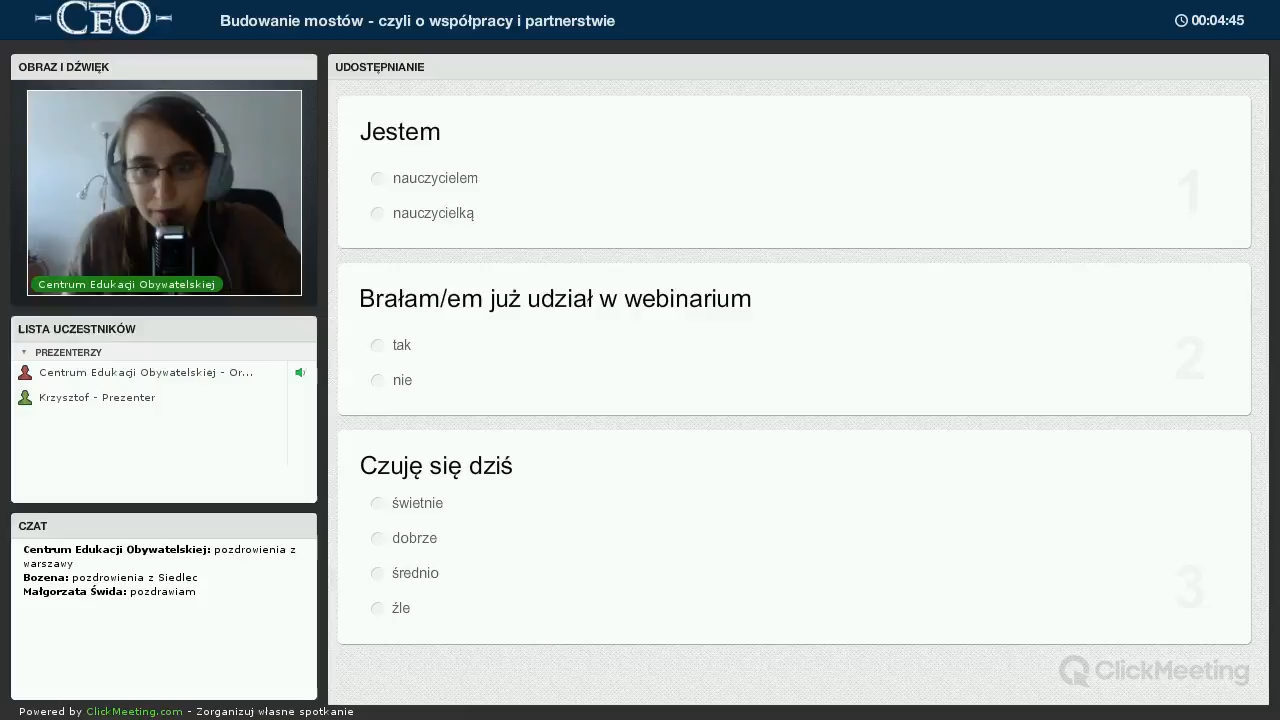 CEO
Budowanie mostów - czyli o współpracy i partnerstwie
00:04:45
OBRAZ I DŹWIĘK
Centrum Edukacji Obywatelskiej
LISTA UCZESTNIKÓW
PREZENTERZY
Centrum Edukacji Obywatelskiej - Or...
Krzysztof - Prezenter
CZAT
Centrum Edukacji Obywatelskiej: pozdrowienia z
warszawy
Bozena: pozdrowienia z Siedlec
Małgorzata Świda: pozdrawiam
UDOSTĘPNIANIE
Jestem
nauczycielem
nauczycielką
1
Brałam/em już udział w webinarium
tak
nie
2
Czuję się dziś
świetnie
dobrze
średnio
źle
3
ClickMeeting
Powered by ClickMeeting.com - Zorganizuj własne spotkanie